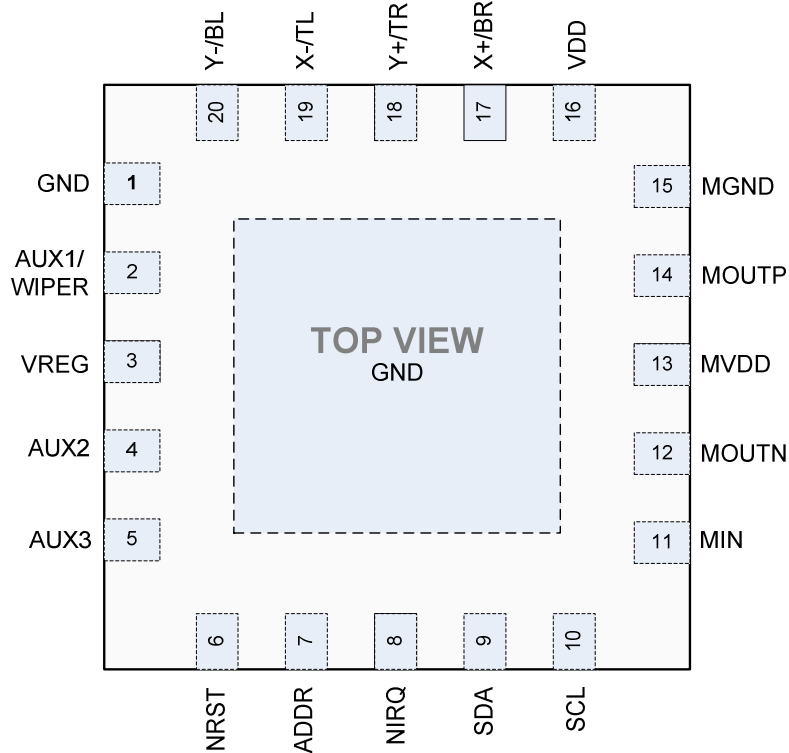 Y-/BL
X-/TL
Y+/TR
X+/BR
VDD
20
19
18
17
16
GND
1
AUX1/
WIPER
2
VREG
3
AUX2
4
AUX3
5
TOP VIEW
GND
15
MGND
14
MOUTP
13
MVDD
12
MOUTN
11
MIN
6
7
8
9
10
NRST
ADDR
NIRQ
SDA
SCL